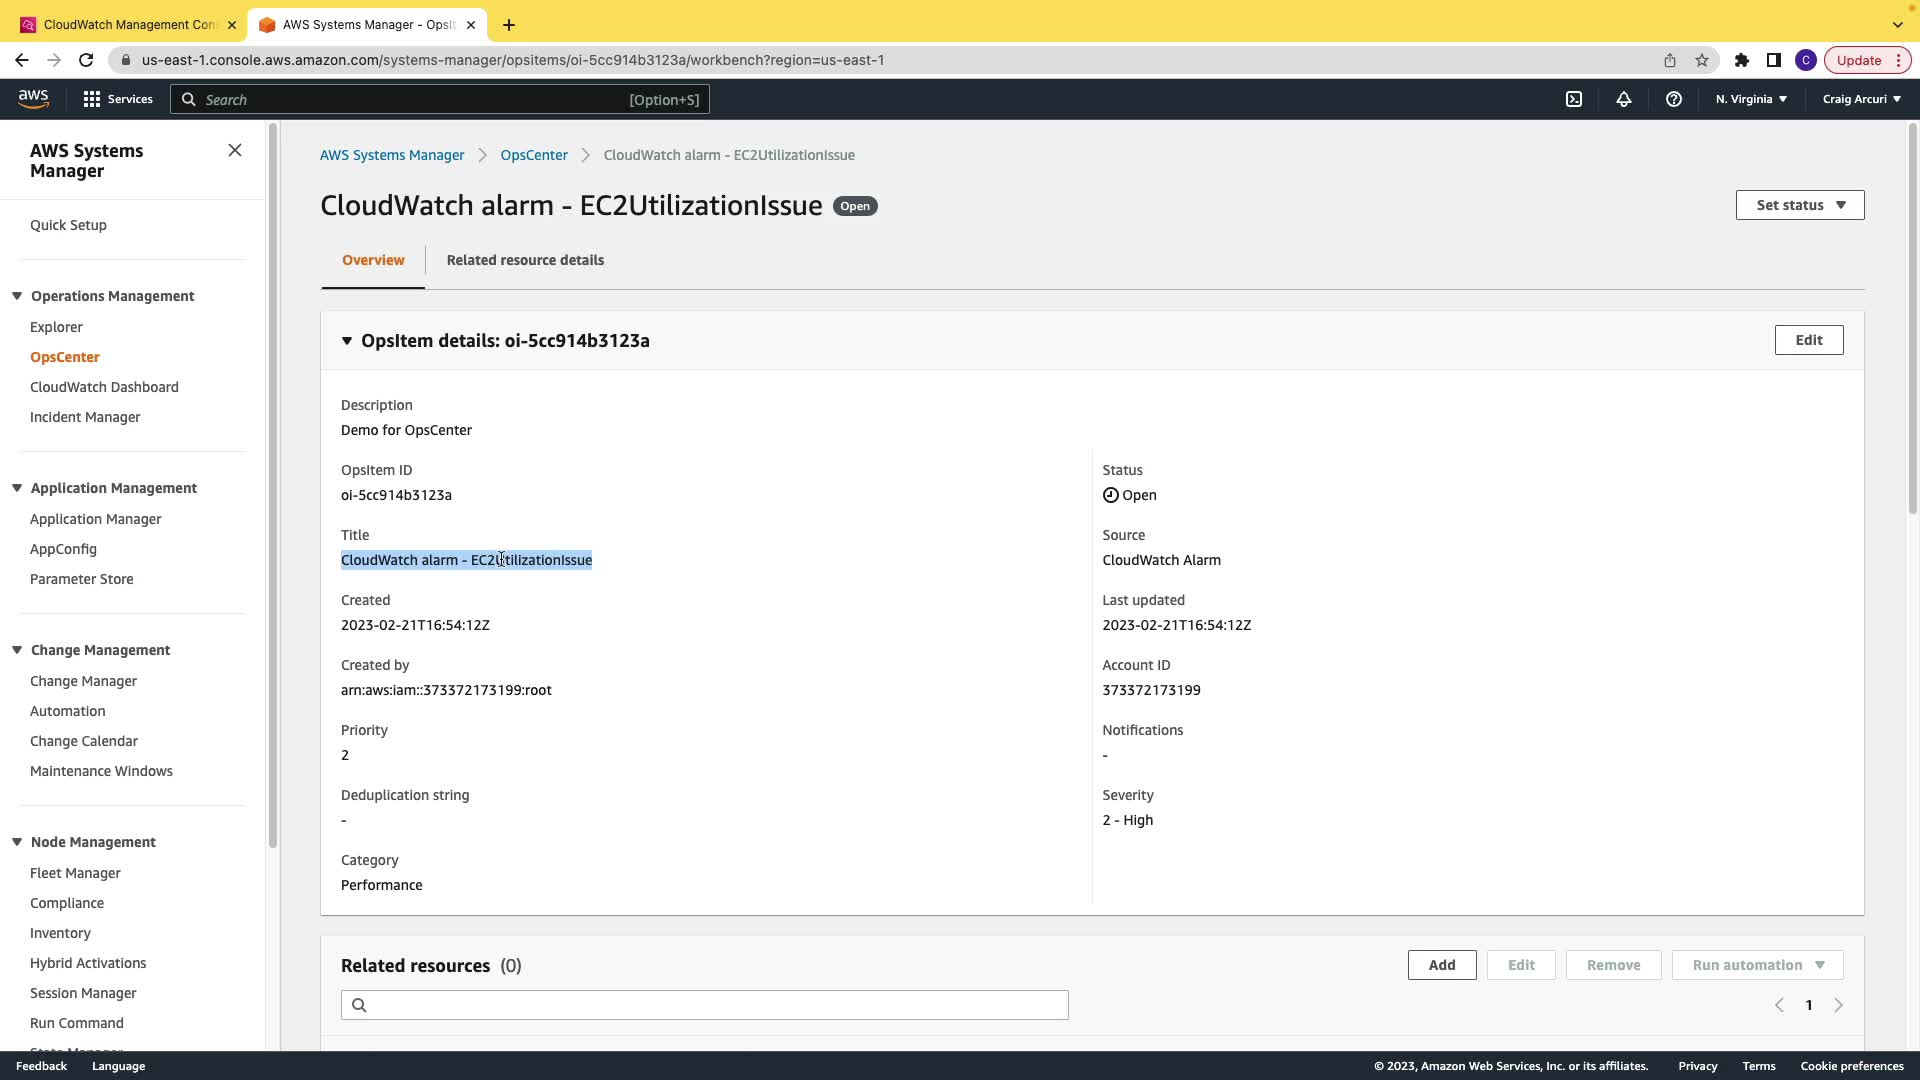 CloudWatch Management Con
AWS Systems Manager - OpsIt
us-east-1.console.aws.amazon.com/systems-manager/opsitems/oi-5cc914b3123a/workbench?region=us-east-1
C
Update
aws
Services
Search
[Option+S]
N. Virginia
Craig Arcuri
AWS Systems
Manager
Quick Setup
Operations Management
Explorer
OpsCenter
CloudWatch Dashboard
Incident Manager
Application Management
Application Manager
AppConfig
Parameter Store
Change Management
Change Manager
Automation
Change Calendar
Maintenance Windows
Node Management
Fleet Manager
Compliance
Inventory
Hybrid Activations
Session Manager
Run Command
AWS Systems Manager
OpsCenter
CloudWatch alarm - EC2UtilizationIssue
CloudWatch alarm - EC2UtilizationIssue
Open
Set status
Overview
Related resource details
OpsItem details: oi-5cc914b3123a
Edit
Description
Demo for OpsCenter
OpsItem ID
oi-5cc914b3123a
Status
Open
Title
CloudWatch alarm - EC2UtilizationIssue
Source
CloudWatch Alarm
Created
2023-02-21T16:54:12Z
Last updated
2023-02-21T16:54:12Z
Created by
arn:aws:iam::373372173199:root
Account ID
373372173199
Priority
2
Notifications
-
Deduplication string
-
Severity
2 - High
Category
Performance
Related resources (0)
Add
Edit
Remove
Run automation
1
Feedback
Language
© 2023, Amazon Web Services, Inc. or its affiliates.
Privacy
Terms
Cookie preferences